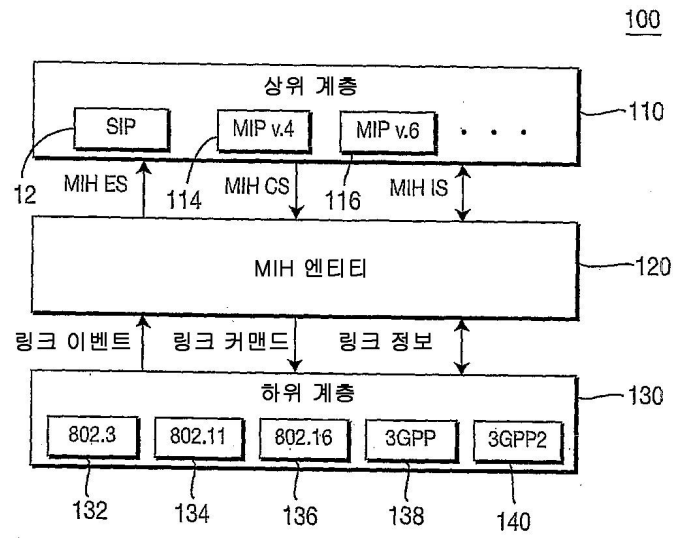 100
상위 계층
110
SIP
MIP v.4
MIP v.6
. . .
12
MIH ES
114
MIH CS
116
MIH IS
MIH 엔티티
120
링크 이벤트
링크 커맨드
링크 정보
하위 계층
130
802.3
802.11
802.16
3GPP
3GPP2
132
134
136
138
140